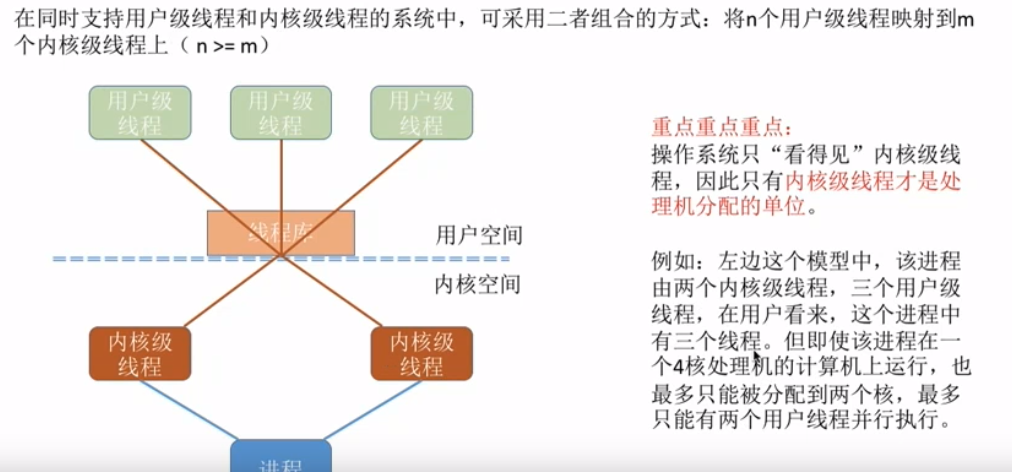 在同时支持用户级线程和内核级线程的系统中，可采用二者组合的方式：将n个用户级线程映射到m
个内核级线程上（ n >= m）
用户级
线程
用户级
线程
用户级
线程
线程库
用户空间
内核空间
内核级
线程
内核级
线程
进程
重点重点重点：
操作系统只“看得见”内核级线
程，因此只有内核级线程才是处
理机分配的单位。
例如：左边这个模型中，该进程
由两个内核级线程，三个用户级
线程，在用户看来，这个进程中
有三个线程。但即使该进程在一
个4核处理机的计算机上运行，也
最多只能被分配到两个核，最多
只能有两个用户线程并行执行。